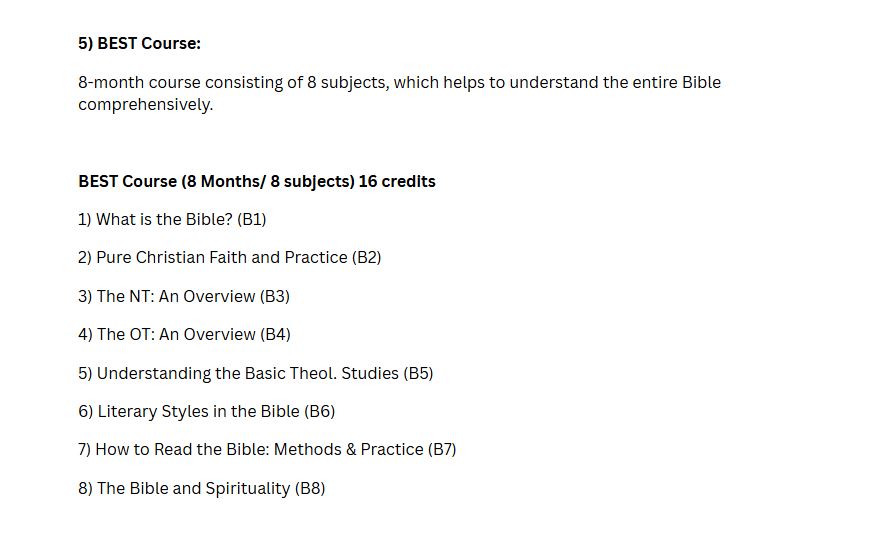 5) BEST Course:
8-month course consisting of 8 subjects, which helps to understand the entire Bible
comprehensively.
BEST Course (8 Months/ 8 subjects) 16 credits
1) What is the Bible? (B1)
2) Pure Christian Faith and Practice (B2)
3) The NT: An Overview (B3)
4) The OT: An Overview (B4)
5) Understanding the Basic Theol. Studies (B5)
6) Literary Styles in the Bible (B6)
7) How to Read the Bible: Methods & Practice (B7)
8) The Bible and Spirituality (B8)